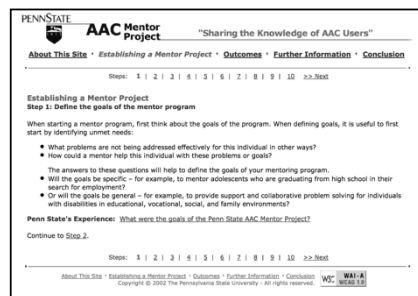 PENNSTATE
AAC Mentor Project
"Sharing the Knowledge of AAC Users"
About This Site · Establishing a Mentor Project · Outcomes · Further Information · Conclusion
Steps: 1 | 2 | 3 | 4 | 5 | 6 | 7 | 8 | 9 | 10 >> Next
Establishing a Mentor Project
Step 1: Define the goals of the mentor program
When starting a mentor program, first think about the goals of the program. When defining goals, it is useful to first
start by identifying unmet needs:
• What problems are not being addressed effectively for this individual in other ways?
• How could a mentor help this individual with these problems or goals?
The answers to these questions will help to define the goals of your mentoring program.
• Will the goals be specific – for example, to mentor adolescents who are graduating from high school in their
search for employment?
• Or will the goals be general – for example, to provide support and collaborative problem solving for individuals
with disabilities in educational, vocational, social, and family environments?
Penn State's Experience: What were the goals of the Penn State AAC Mentor Project?
Continue to Step 2.
Steps: 1 | 2 | 3 | 4 | 5 | 6 | 7 | 8 | 9 | 10 >> Next
About This Site · Establishing a Mentor Project · Outcomes · Further Information · Conclusion
Copyright © 2002 The Pennsylvania State University - All rights reserved.
W3C WAI-A
WCAG 1.0